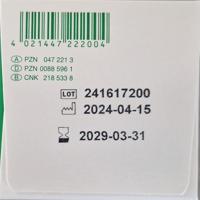 4 021447 222004
A PZN 047 221 3
D PZN 0088 596 1
B CNK 218 533 8
LOT 241617200
2024-04-15
2029-03-31